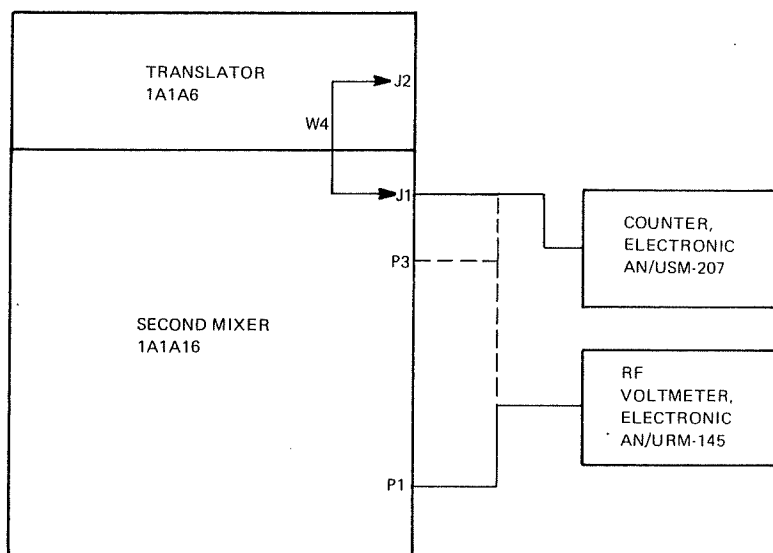 TRANSLATOR
1A1A6
J2
W4
J1
COUNTER,
ELECTRONIC
AN/USM-207
P3
SECOND MIXER
1A1A16
RF
VOLTMETER,
ELECTRONIC
AN/URM-145
P1